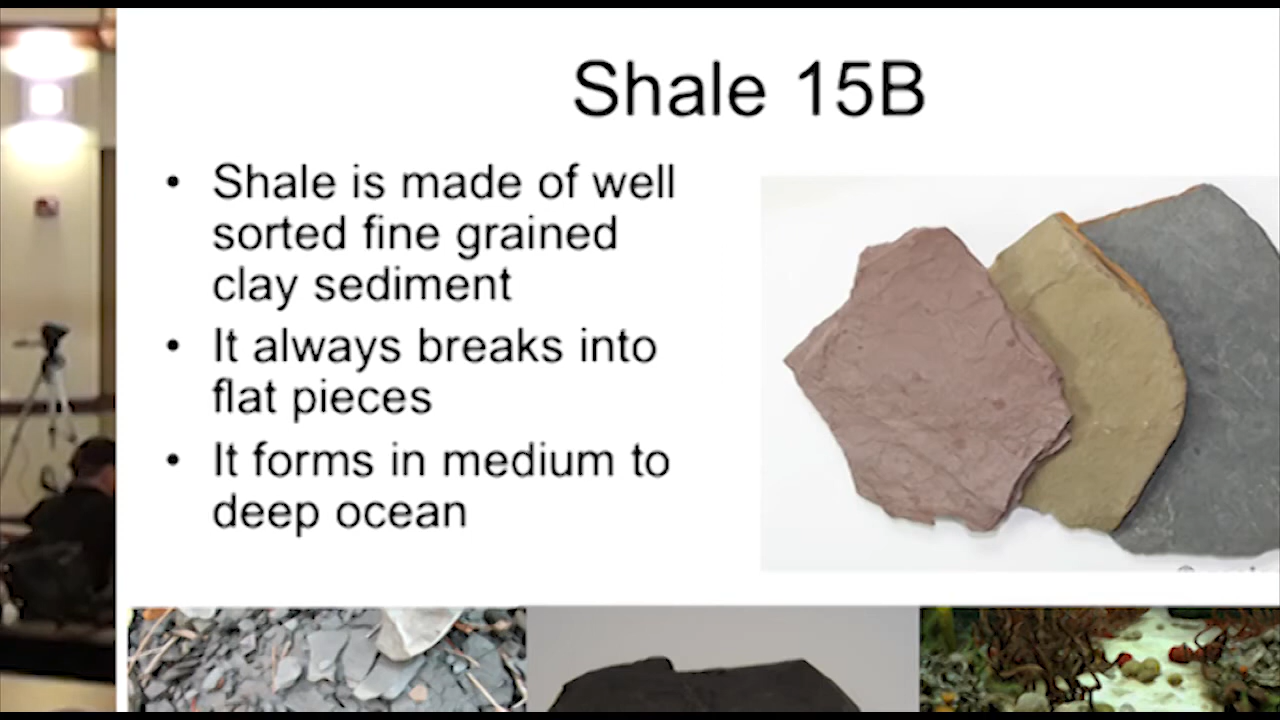 Shale 15B
• Shale is made of well
sorted fine grained
clay sediment
• It always breaks into
flat pieces
• It forms in medium to
deep ocean